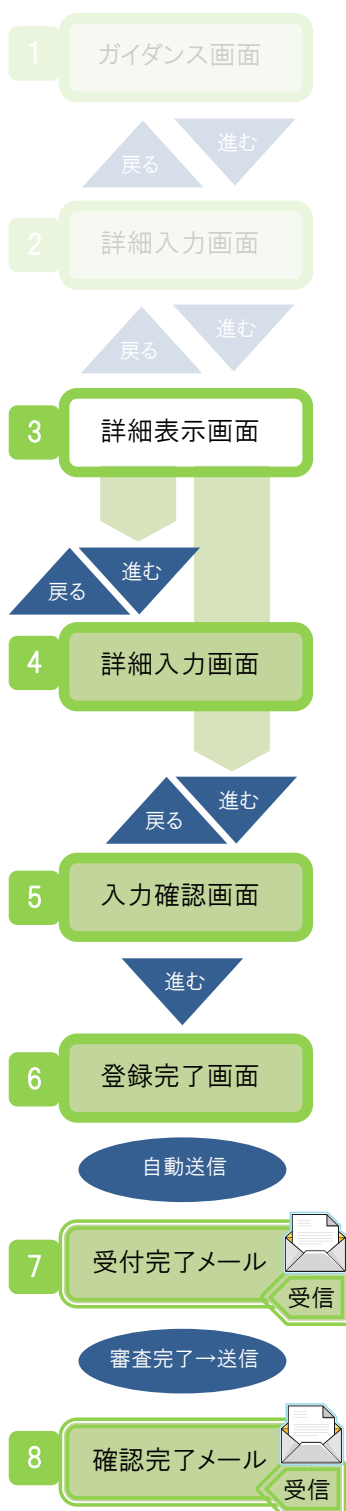 1 ガイダンス画面
戻る 進む
2 詳細入力画面
戻る 進む
3 詳細表示画面
戻る 進む
4 詳細入力画面
戻る 進む
5 入力確認画面
進む
6 登録完了画面
自動送信
7 受付完了メール
受信
審査完了→送信
8 確認完了メール
受信